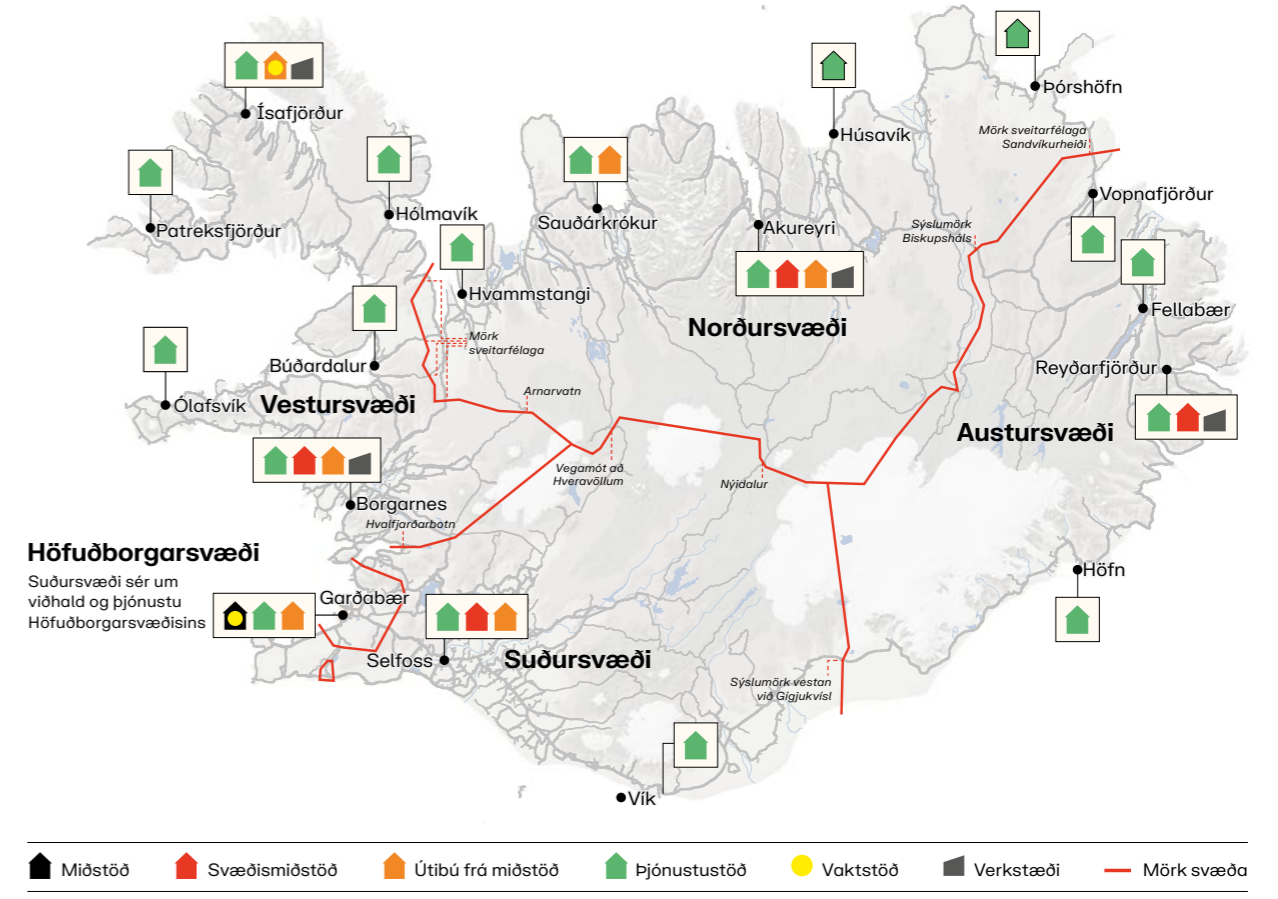 Ísafjörður
Þórshöfn
Húsavík
Mörk sveitarfélaga
Sandvíkurheiði
Vopnafjörður
Hólmavík
Patreksfjörður
Sauðárkrókur
Akureyri
Sýslumörk
Biskupsháls
Hvammstangi
Fellabær
Norðursvæði
Mörk
sveitarfélaga
Búðardalur
Reyðarfjörður
Arnarvatn
Ólafsvík
Vestursvæði
Austursvæði
Vegamót að
Hveravöllum
Nýidalur
Borgarnes
Hvalfjarðarbotn
Höfuðborgarsvæði
Suðursvæði sér um
viðhald og þjónustu
Höfuðborgarsvæðisins
Garðabær
Höfn
Selfoss
Suðursvæði
Sýslumörk vestan
við Gígjukvísl
Vík
Miðstöð
Svæðismiðstöð
Útibú frá miðstöð
Þjónustustöð
Vaktstöð
Verkstæði
Mörk svæða